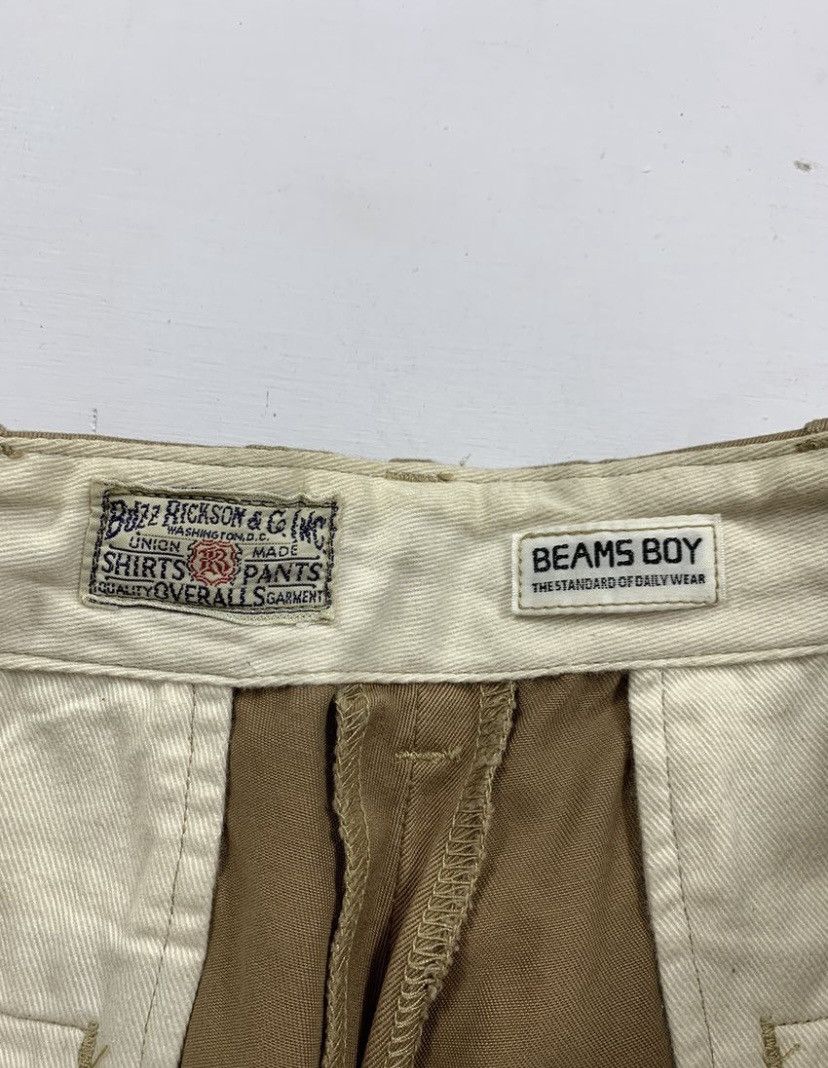 BUZZ RICKSON & Co. INC
WASHINGTON, D.C.
UNION MADE
SHIRTS R PANTS
QUALITY OVERALLS GARMENT
BEAMS BOY
THE STANDARD OF DAILY WEAR